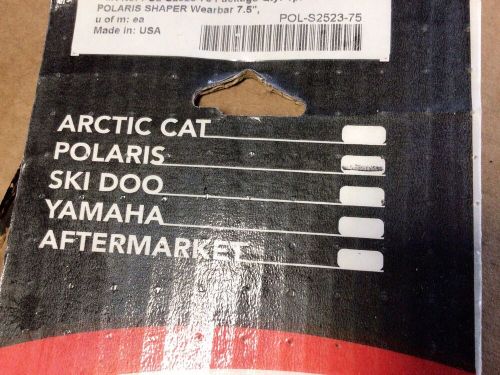 POLARIS SHAPER Wearbar 7.5",
u of m: ea
POL-S2523-75
Made in: USA
ARCTIC CAT
POLARIS
SKI DOO
YAMAHA
AFTERMARKET